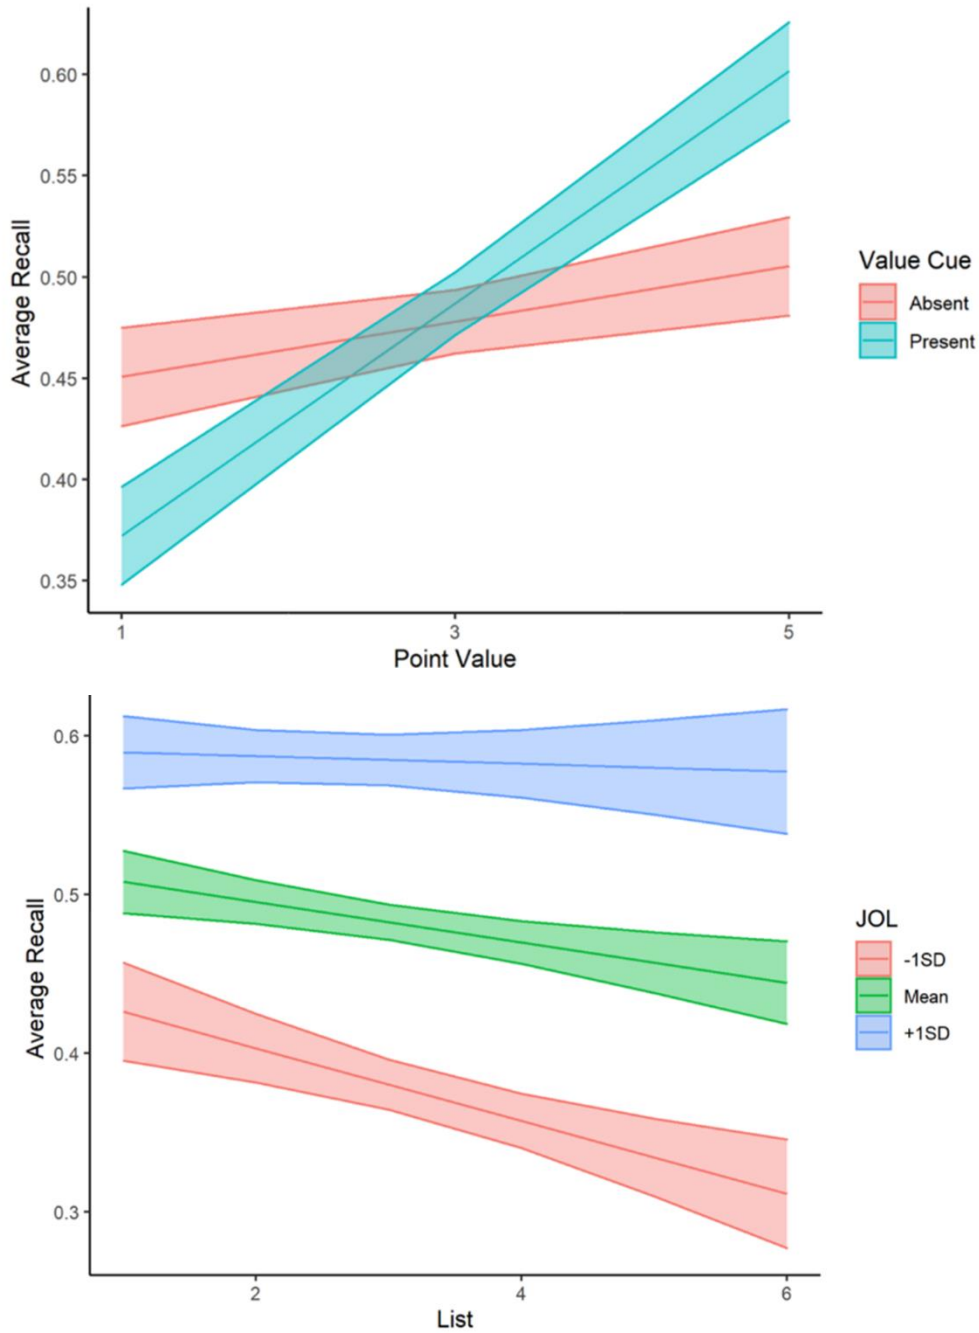 0.60
0.55
0.50
0.45
0.40
0.35
Average Recall
1 3 5
Point Value
Value Cue
Absent
Present
0.6
0.5
0.4
0.3
Average Recall
2 4 6
List
JOL
-1SD
Mean
+1SD